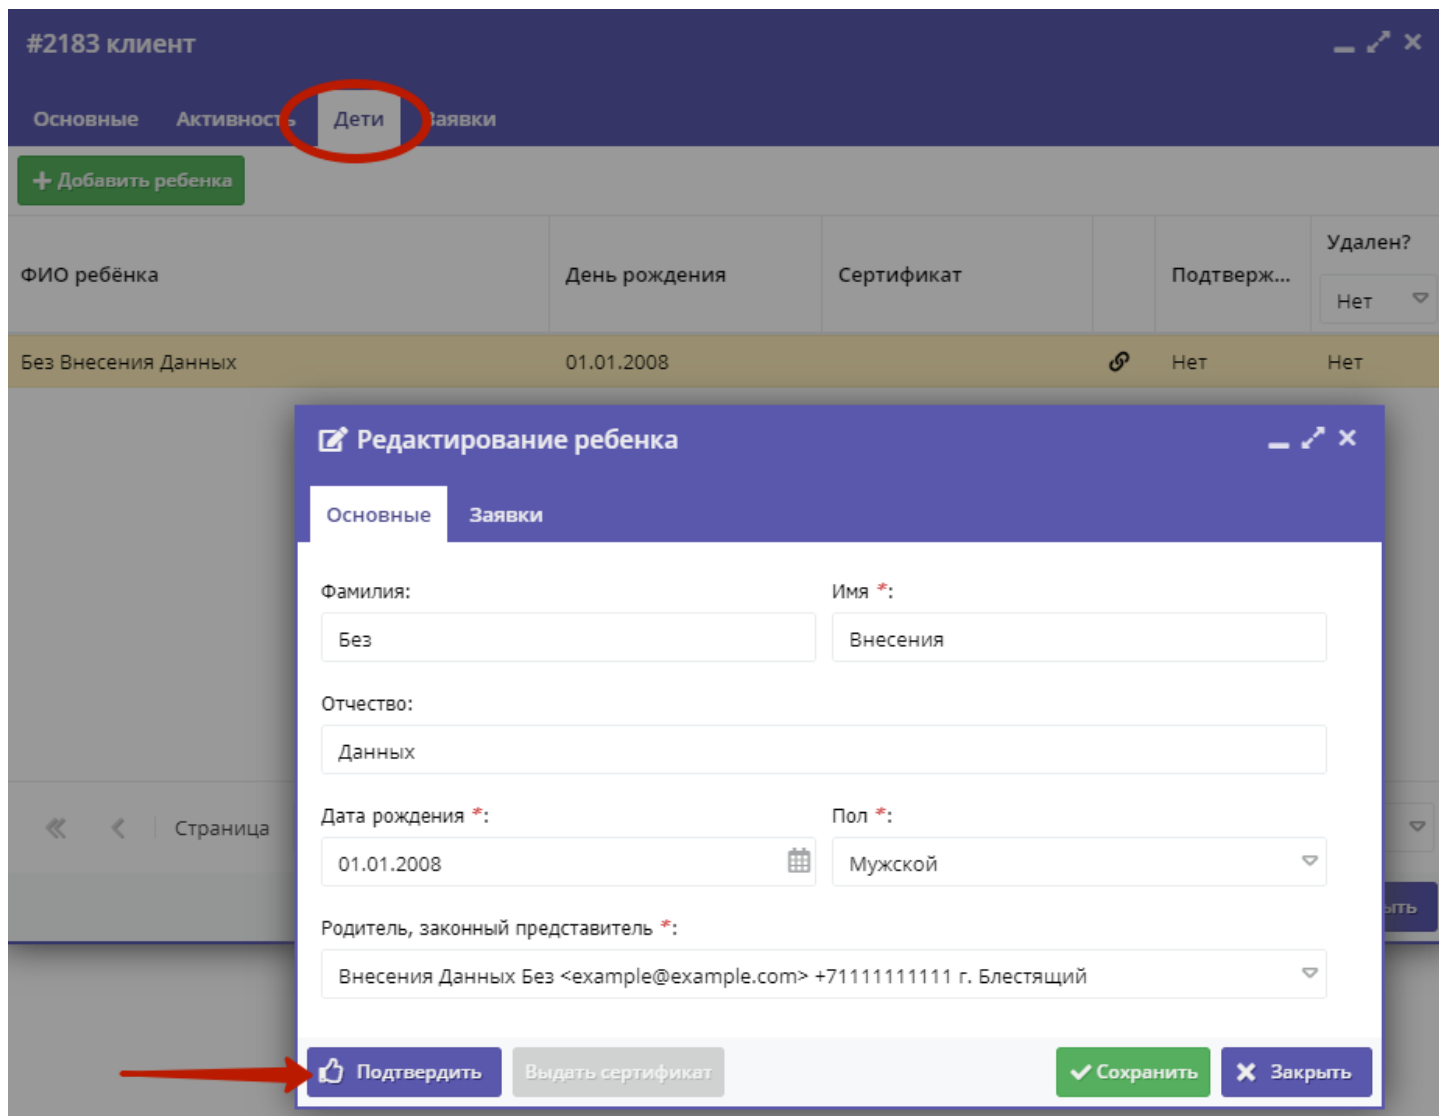 #2183 клиент
Основные Активность Дети Заявки
Добавить ребенка
ФИО ребёнка День рождения Сертификат Подтверж... Удален?
Нет
Без Внесения Данных 01.01.2008 Нет Нет
Редактирование ребенка
Основные Заявки
Фамилия: Имя *:
Без Внесения
Отчество:
Данных
Дата рождения *: Пол *:
Страница
01.01.2008 Мужской
Родитель, законный представитель *:
Внесения Данных Без <example@example.com> +71111111111 г. Блестящий
Подтвердить Выдать сертификат Сохранить Закрыть